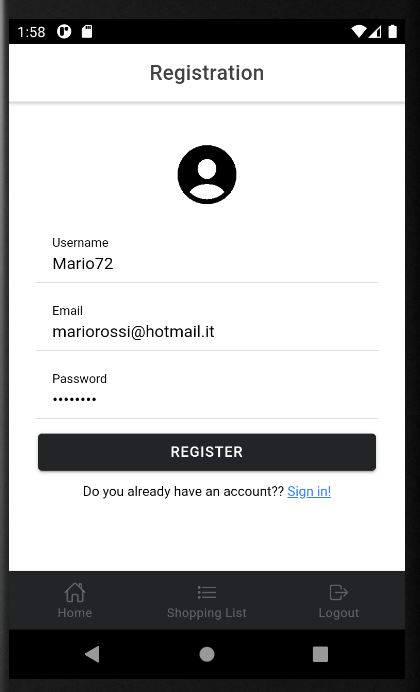 1:58
Registration
Username
Mario72
Email
mariorossi@hotmail.it
Password
••••••••
REGISTER
Do you already have an account?? Sign in!
Home Shopping List Logout